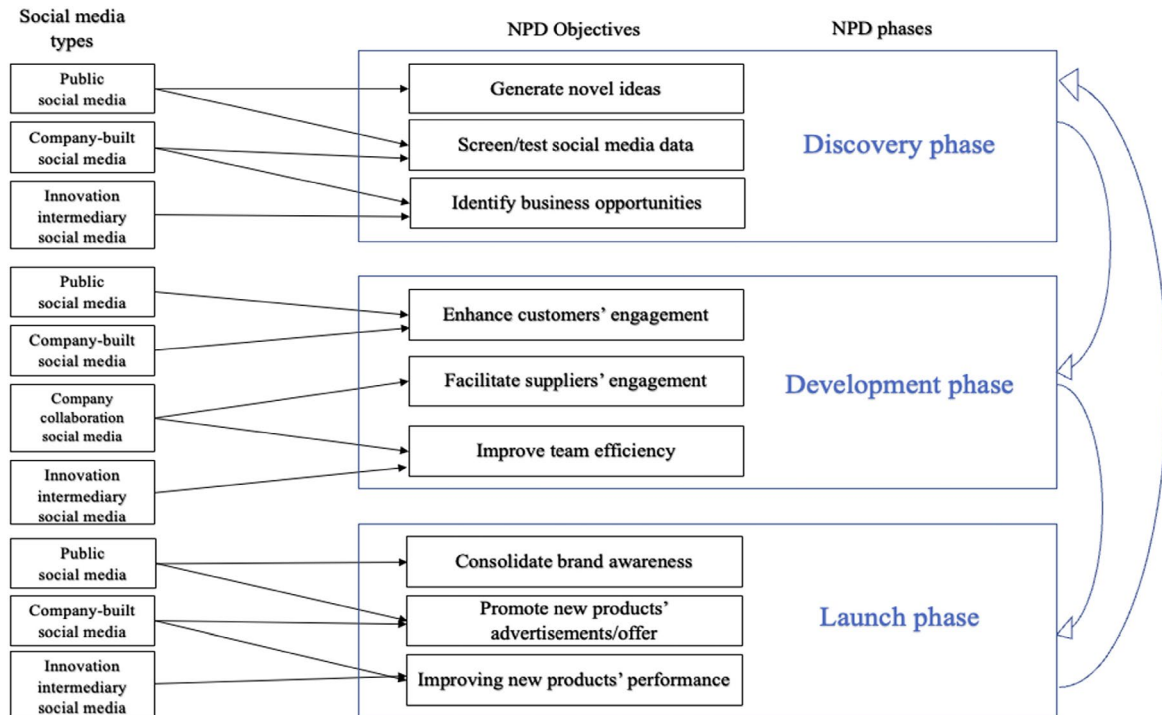 Social media
types
NPD Objectives
NPD phases
Public
social media
Company-built
social media
Innovation
intermediary
social media
Generate novel ideas
Screen/test social media data
Identify business opportunities
Discovery phase
Public
social media
Company-built
social media
Company
collaboration
social media
Innovation
intermediary
social media
Enhance customers’ engagement
Facilitate suppliers’ engagement
Improve team efficiency
Development phase
Public
social media
Company-built
social media
Innovation
intermediary
social media
Consolidate brand awareness
Promote new products’
advertisements/offer
Improving new products’ performance
Launch phase